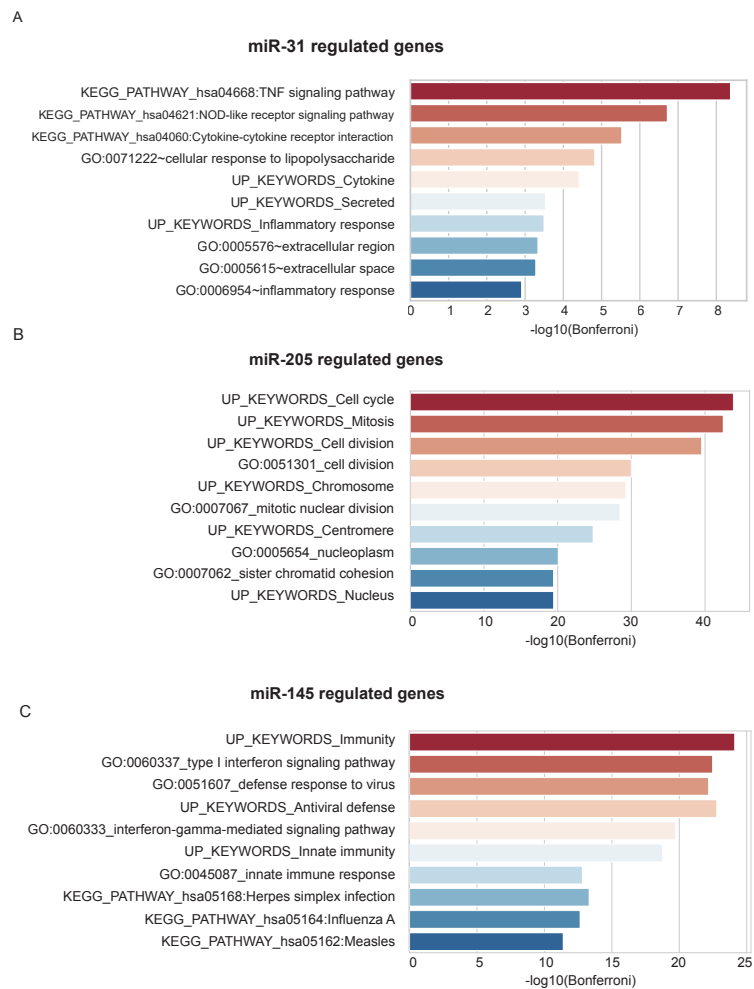 A
miR-31 regulated genes
KEGG_PATHWAY_hsa04668:TNF signaling pathway
KEGG_PATHWAY_hsa04621:NOD-like receptor signaling pathway
KEGG_PATHWAY_hsa04060:Cytokine-cytokine receptor interaction
GO:0071222~cellular response to lipopolysaccharide
UP_KEYWORDS_Cytokine
UP_KEYWORDS_Secreted
UP_KEYWORDS_Inflammatory response
GO:0005576~extracellular region
GO:0005615~extracellular space
GO:0006954~inflammatory response
0 1 2 3 4 5 6 7 8
-log10(Bonferroni)
B
miR-205 regulated genes
UP_KEYWORDS_Cell cycle
UP_KEYWORDS_Mitosis
UP_KEYWORDS_Cell division
GO:0051301_cell division
UP_KEYWORDS_Chromosome
GO:0007067_mitotic nuclear division
UP_KEYWORDS_Centromere
GO:0005654_nucleoplasm
GO:0007062_sister chromatid cohesion
UP_KEYWORDS_Nucleus
0 10 20 30 40
-log10(Bonferroni)
miR-145 regulated genes
C
UP_KEYWORDS_Immunity
GO:0060337_type I interferon signaling pathway
GO:0051607_defense response to virus
UP_KEYWORDS_Antiviral defense
GO:0060333_interferon-gamma-mediated signaling pathway
UP_KEYWORDS_Innate immunity
GO:0045087_innate immune response
KEGG_PATHWAY_hsa05168:Herpes simplex infection
KEGG_PATHWAY_hsa05164:Influenza A
KEGG_PATHWAY_hsa05162:Measles
0 5 10 15 20 25
-log10(Bonferroni)